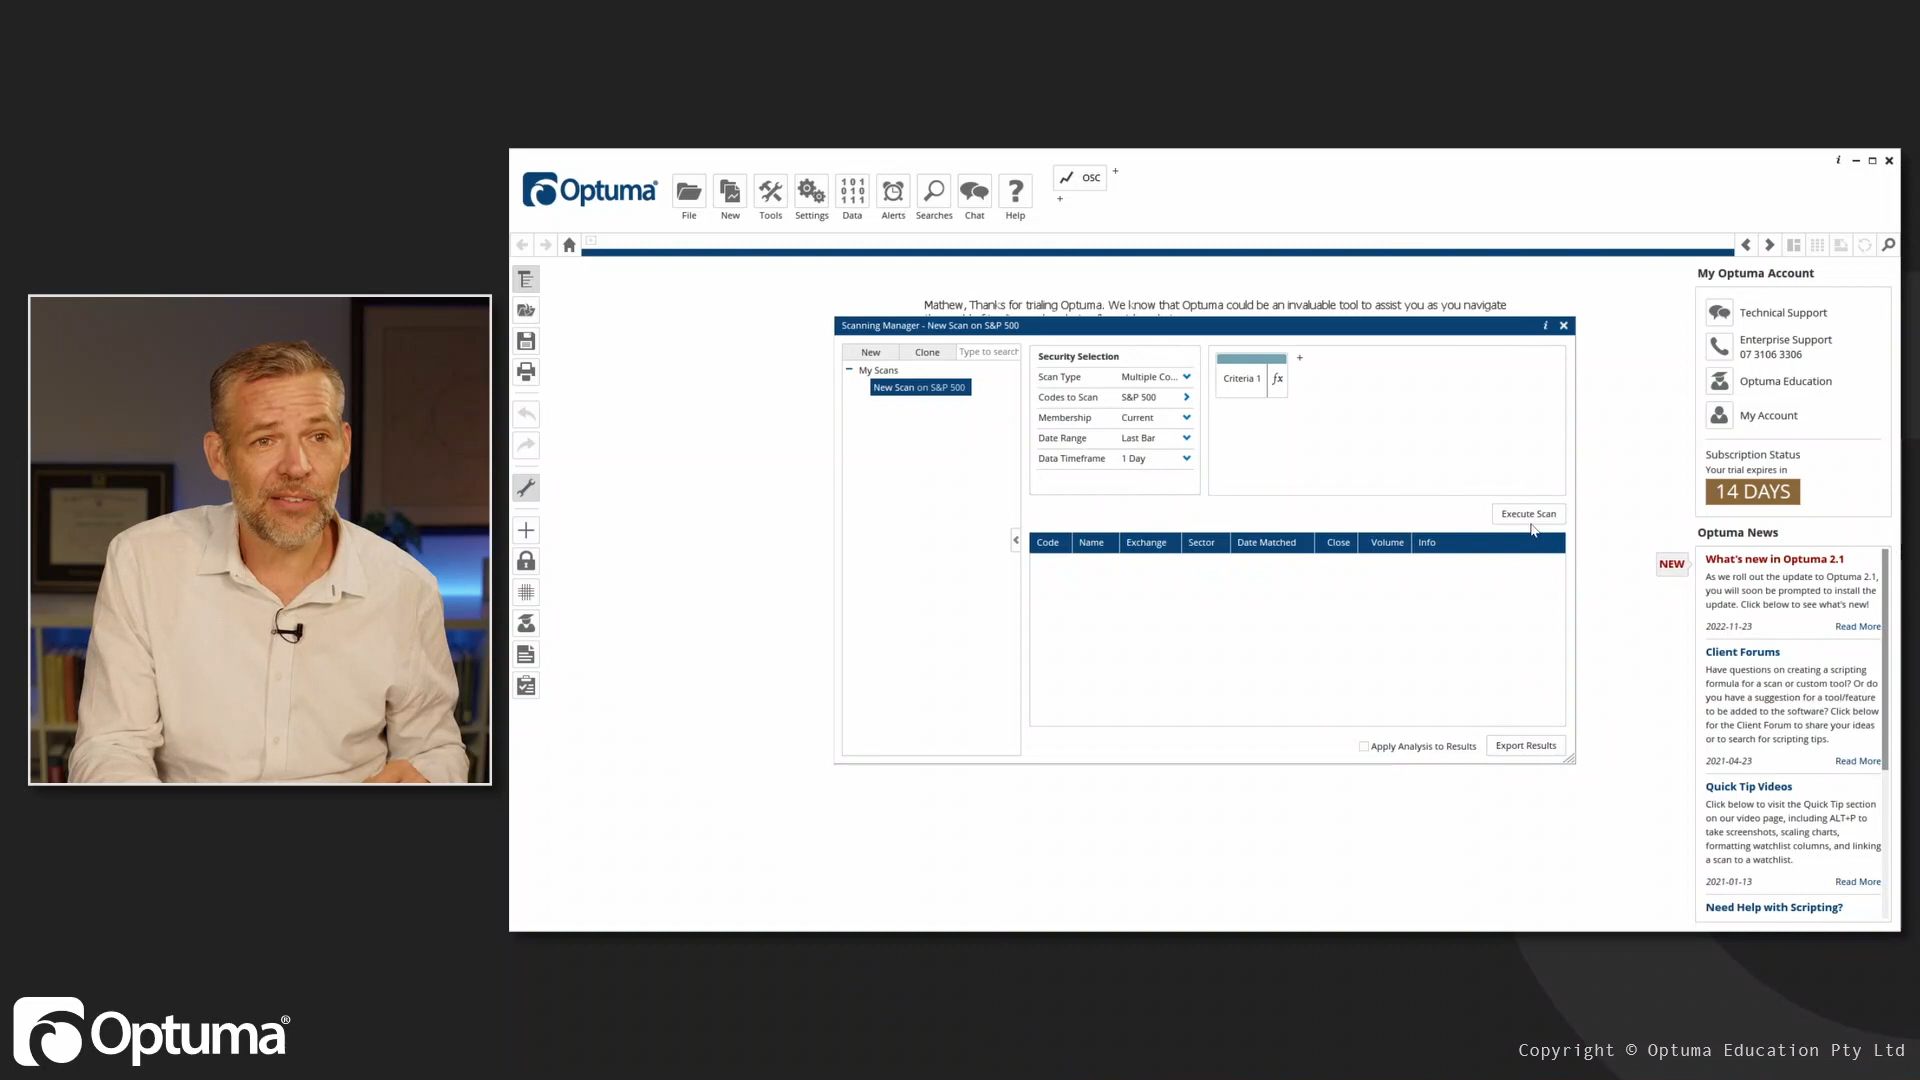 Optuma®
File
New
Tools
Settings
Data
Alerts
Searches
Chat
Help
OSC
Mathew, Thanks for trialing Optuma. We know that Optuma could be an invaluable tool to assist you as you navigate
Scanning Manager - New Scan on S&P 500
New
Clone
Type to search
My Scans
New Scan on S&P 500
Security Selection
Scan Type Multiple Co...
Codes to Scan S&P 500
Membership Current
Date Range Last Bar
Data Timeframe 1 Day
Criteria 1 fx
Execute Scan
Code Name Exchange Sector Date Matched Close Volume Info
Apply Analysis to Results
Export Results
My Optuma Account
Technical Support
Enterprise Support
07 3106 3306
Optuma Education
My Account
Subscription Status
Your trial expires in
14 DAYS
Optuma News
NEW
What's new in Optuma 2.1
As we roll out the update to Optuma 2.1,
you will soon be prompted to install the
update. Click below to see what's new!
2022-11-23 Read More
Client Forums
Have questions on creating a scripting
formula for a scan or custom tool? Or do
you have a suggestion for a tool/feature
to be added to the software? Click below
for the Client Forum to share your ideas
or to search for scripting tips.
2021-04-23 Read More
Quick Tip Videos
Click below to visit the Quick Tip section
on our video page, including ALT+P to
take screenshots, scaling charts,
formatting watchlist columns, and linking
a scan to a watchlist.
2021-01-13 Read More
Need Help with Scripting?
Optuma®
Copyright © Optuma Education Pty Ltd